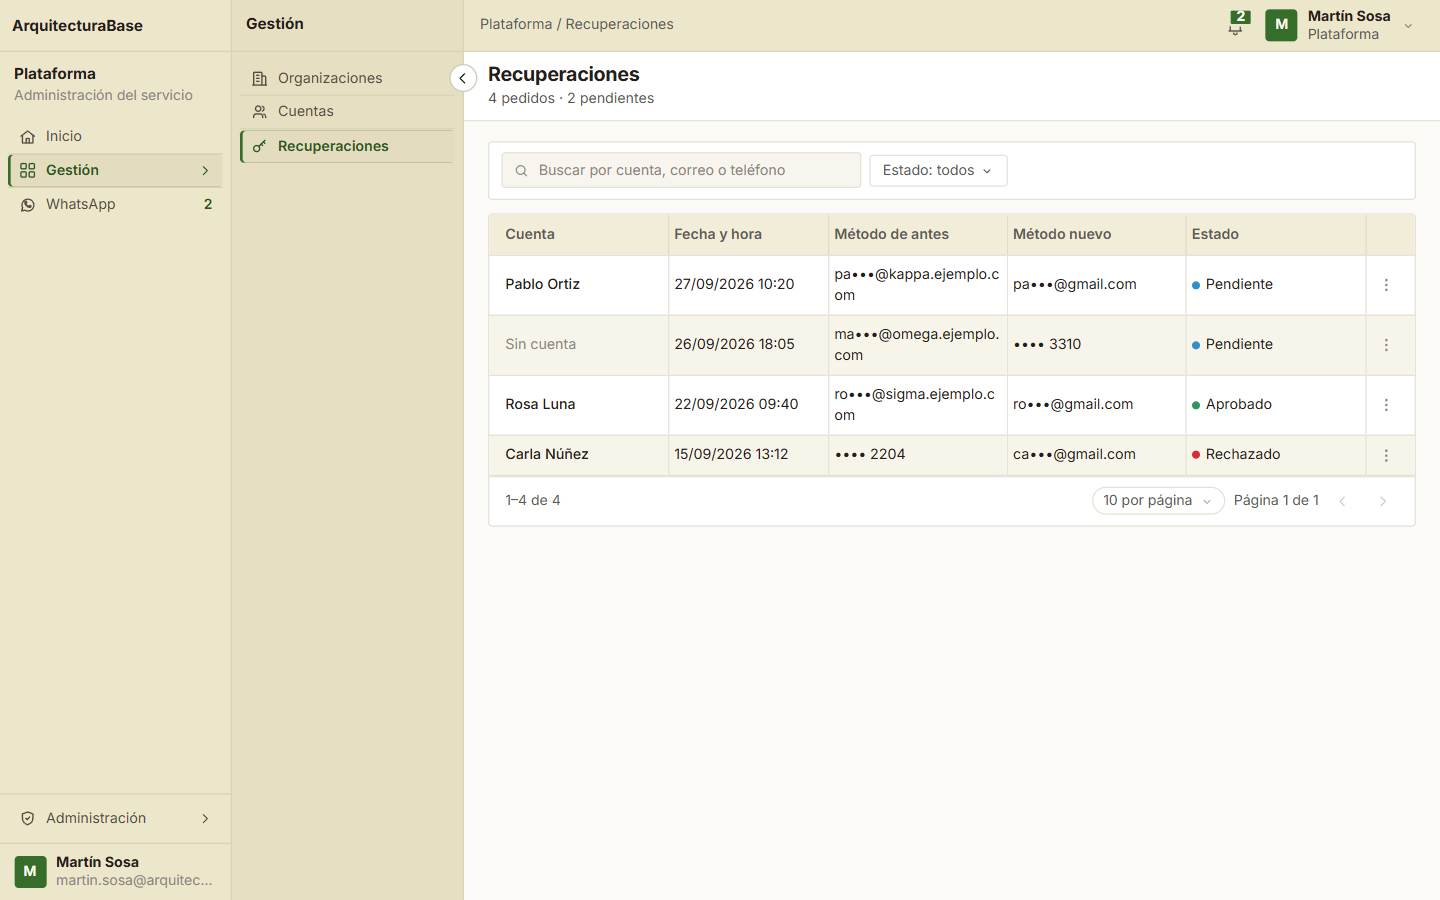 ArquitecturaBase
Plataforma
Administración del servicio
Inicio
Gestión
WhatsApp 2
Administración
M
Martín Sosa
martin.sosa@arquitec...
Gestión
Organizaciones
Cuentas
Recuperaciones
Plataforma / Recuperaciones
2
M
Martín Sosa
Plataforma
Recuperaciones
4 pedidos · 2 pendientes
Buscar por cuenta, correo o teléfono
Estado: todos
Cuenta Fecha y hora Método de antes Método nuevo Estado
Pablo Ortiz 27/09/2026 10:20 pa•••@kappa.ejemplo.c
om pa•••@gmail.com Pendiente
Sin cuenta 26/09/2026 18:05 ma•••@omega.ejemplo.
com •••• 3310 Pendiente
Rosa Luna 22/09/2026 09:40 ro•••@sigma.ejemplo.c
om ro•••@gmail.com Aprobado
Carla Núñez 15/09/2026 13:12 •••• 2204 ca•••@gmail.com Rechazado
1–4 de 4 10 por página Página 1 de 1